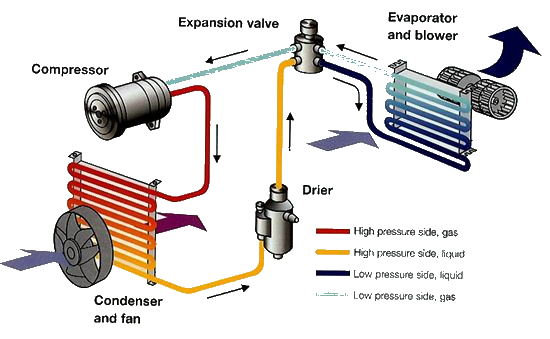 Expansion valve
Evaporator
and blower
Compressor
Drier
High pressure side, gas
High pressure side, liquid
Low pressure side, liquid
Low pressure side, gas
Condenser
and fan